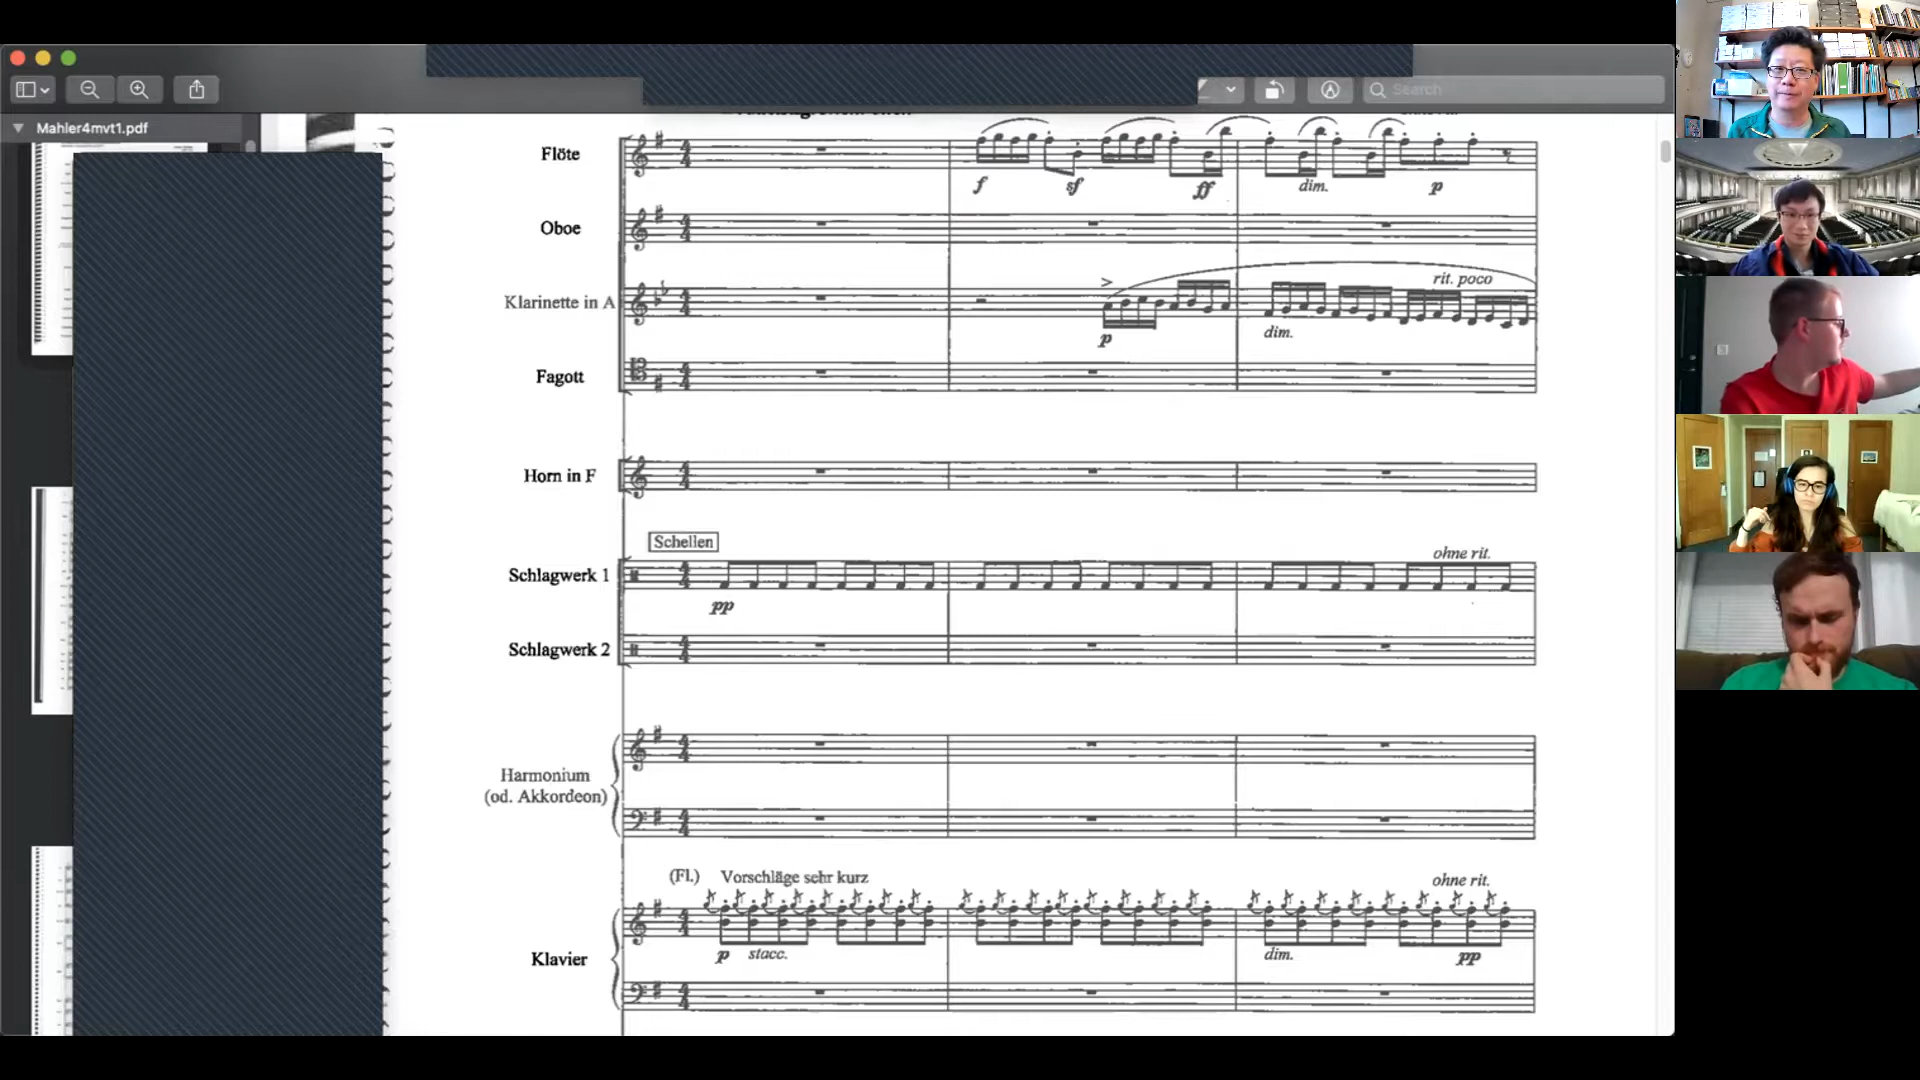 Search
Mahler4mvt1.pdf
Flöte
f sf ff dim. p
Oboe
rit. poco
Klarinette in A
p dim.
Fagott
Horn in F
Schellen
ohne rit.
Schlagwerk 1
pp
Schlagwerk 2
Harmonium
(od. Akkordeon)
(Fl.) Vorschläge sehr kurz ohne rit.
Klavier
p stacc. dim. pp